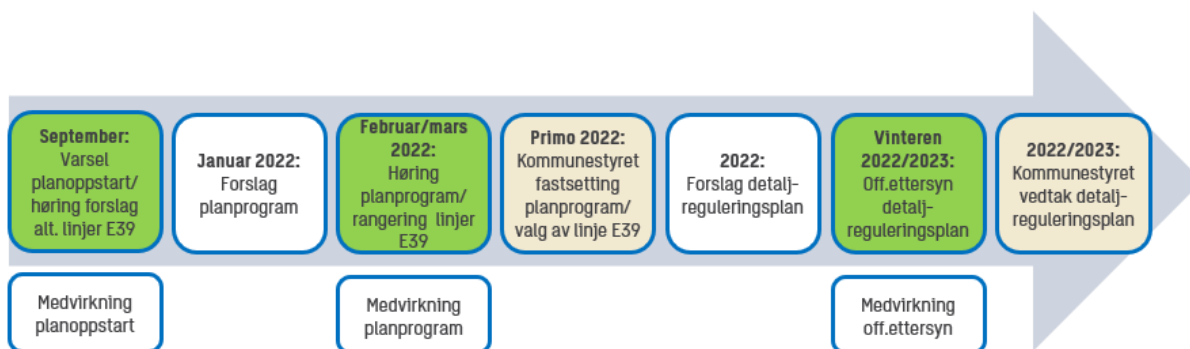 September:
Varsel
planoppstart/
høring forslag
alt. linjer E39
Januar 2022:
Forslag
planprogram
Februar/mars
2022:
Høring
planprogram/
rangering linjer
E39
Primo 2022:
Kommunestyret
fastsetting
planprogram/
valg av linje E39
2022:
Forslag detalj-
reguleringsplan
Vinteren
2022/2023:
Off.ettersyn
detalj-
reguleringsplan
2022/2023:
Kommunestyret
vedtak detalj-
reguleringsplan
Medvirkning
planoppstart
Medvirkning
planprogram
Medvirkning
off.ettersyn